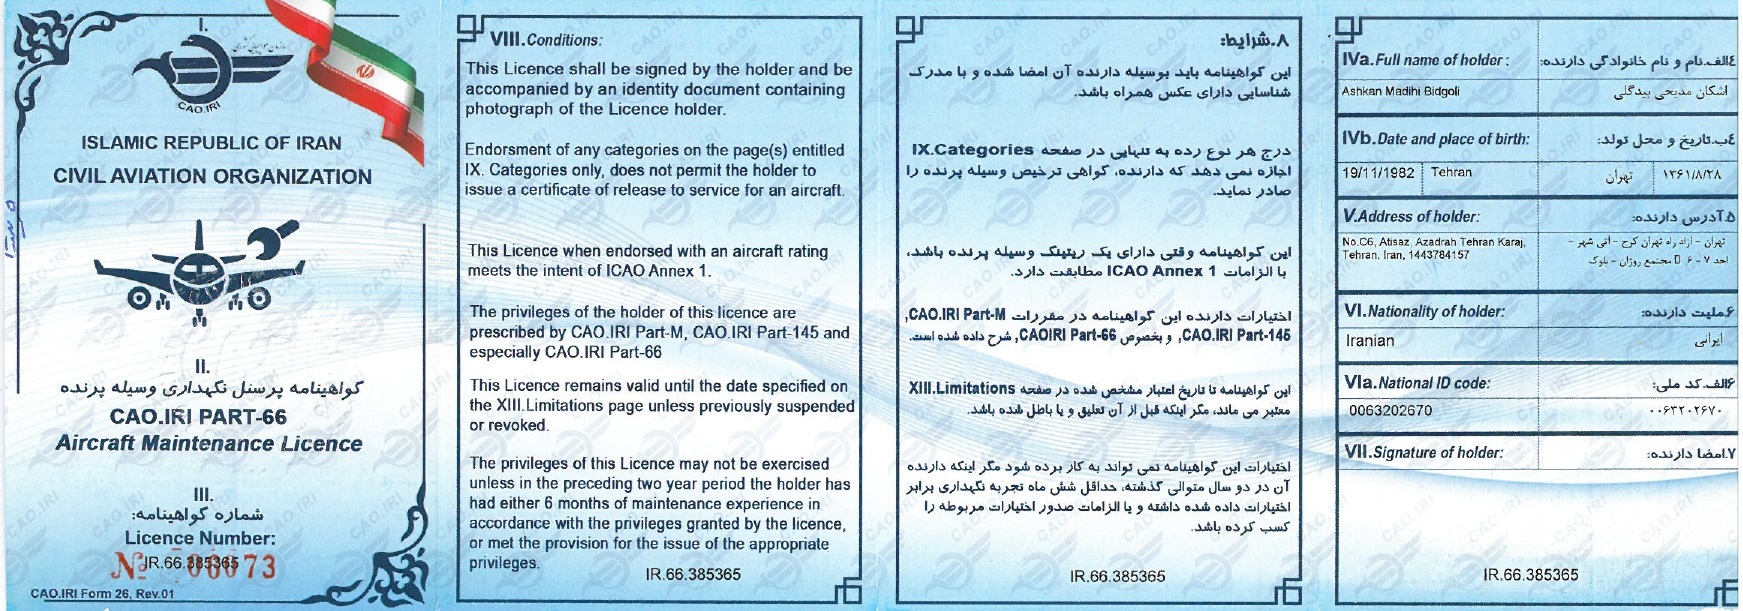 I.
CAO.IRI
ISLAMIC REPUBLIC OF IRAN
CIVIL AVIATION ORGANIZATION
II.
گواهینامه پرسنل نگهداری وسیله پرنده
CAO.IRI PART-66
Aircraft Maintenance Licence
III.
شماره گواهینامه:
Licence Number:
IR.66.385365
CAO.IRI Form 26, Rev.01
VIII.Conditions:
This Licence shall be signed by the holder and be
accompanied by an identity document containing
photograph of the Licence holder.
Endorsment of any categories on the page(s) entitled
IX. Categories only, does not permit the holder to
issue a certificate of release to service for an aircraft.
This Licence when endorsed with an aircraft rating
meets the intent of ICAO Annex 1.
The privileges of the holder of this licence are
prescribed by CAO.IRI Part-M, CAO.IRI Part-145 and
especially CAO.IRI Part-66
This Licence remains valid until the date specified on
the XIII.Limitations page unless previously suspended
or revoked.
The privileges of this Licence may not be exercised
unless in the preceding two year period the holder has
had either 6 months of maintenance experience in
accordance with the privileges granted by the licence,
or met the provision for the issue of the appropriate
privileges.
IR.66.385365
۸.شرایط:
این گواهینامه باید بوسیله دارنده آن امضا شده و با مدرک
شناسایی دارای عکس همراه باشد.
درج هر نوع رده به تنهایی در صفحه IX.Categories
اجازه نمی دهد که دارنده، گواهی ترخیص وسیله پرنده را
صادر نماید.
این گواهینامه وقتی دارای یک ریتینگ وسیله پرنده باشد،
با الزامات ICAO Annex 1 مطابقت دارد.
اختیارات دارنده این گواهینامه در مقررات CAO.IRI Part-M,
CAO.IRI Part-145, و بخصوص CAOIRI Part-66, شرح داده شده است.
این گواهینامه تا تاریخ اعتبار مشخص شده در صفحه XIII.Limitations
معتبر می ماند، مگر اینکه قبل از آن تعلیق و یا باطل شده باشد.
اختیارات این گواهینامه نمی تواند به کار برده شود مگر اینکه دارنده
آن در دو سال متوالی گذشته، حداقل شش ماه تجربه نگهداری برابر
اختیارات داده شده داشته و یا الزامات صدور اختیارات مربوطه را
کسب کرده باشد.
IR.66.385365
IVa.Full name of holder : ٤الف.نام و نام خانوادگی دارنده:
Ashkan Madihi Bidgoli اشکان مدیحی بیدگلی
IVb.Date and place of birth: ٤ب.تاریخ و محل تولد:
19/11/1982 Tehran تهران ۱۳۶۱/۸/۲۸
V.Address of holder: ۵.آدرس دارنده:
No.C6, Atisaz, Azadrah Tehran Karaj, تهران - آزاد راه تهران کرج - آتی شهر -
Tehran, Iran, 1443784157 مجتمع روژان - بلوک ۶ - واحد ۷
VI.Nationality of holder: ۶.ملیت دارنده:
Iranian ایرانی
VIa.National ID code: ۶الف.کد ملی:
0063202670 ۰۰۶۳۲۰۲۶۷۰
VII.Signature of holder: ۷.امضا دارنده:
IR.66.385365